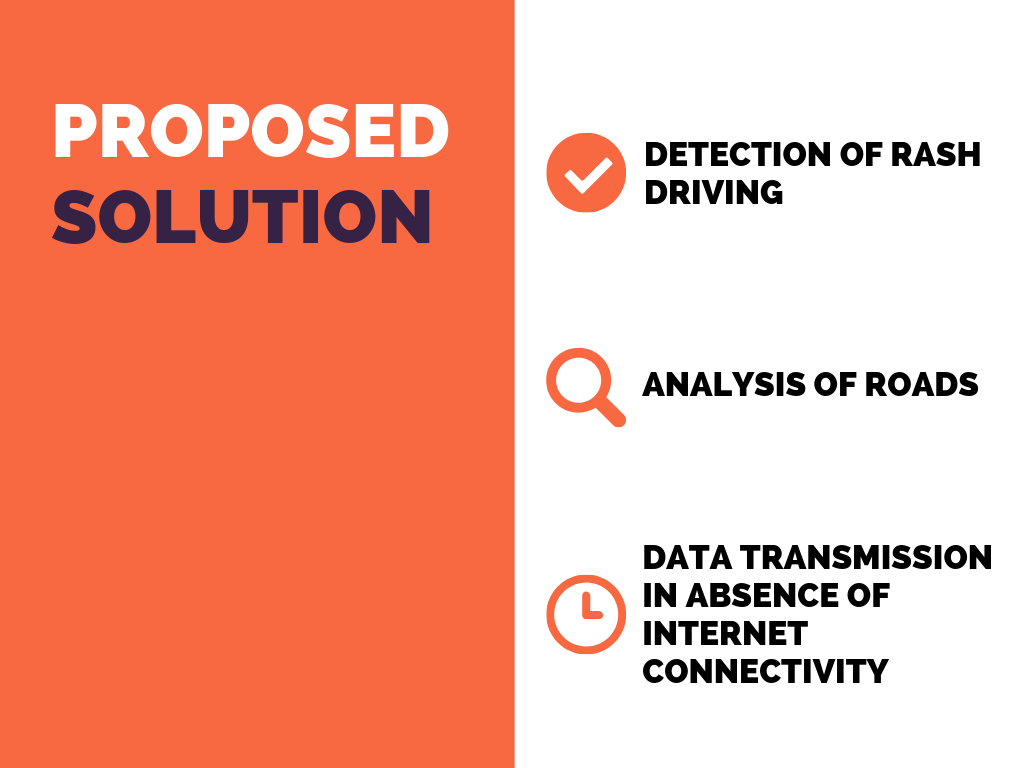 PROPOSED
SOLUTION
DETECTION OF RASH
DRIVING
ANALYSIS OF ROADS
DATA TRANSMISSION
IN ABSENCE OF
INTERNET
CONNECTIVITY